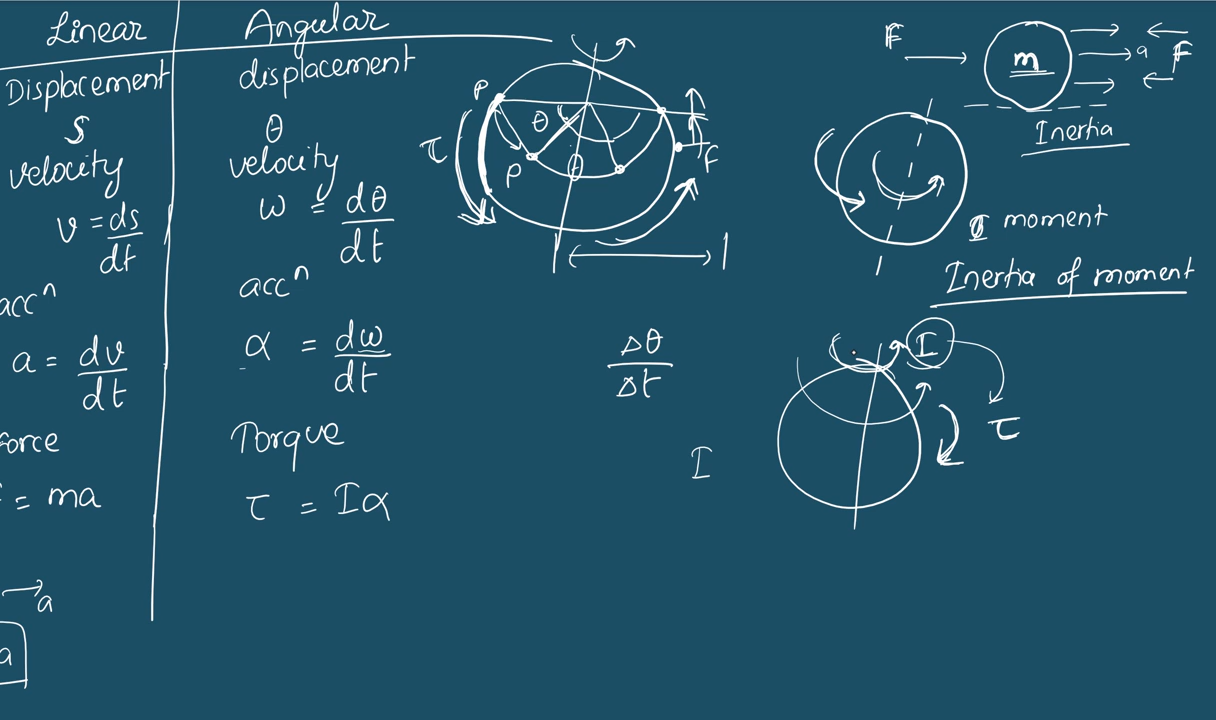 Linear Angular
Displacement displacement
S θ
velocity velocity
v = ds/dt ω = dθ/dt
accⁿ accⁿ
a = dv/dt α = dω/dt
force Torque
= ma τ = Iα
a
a
P
θ
τ
P
θ
F
Δθ/Δt
I
F m a F
Inertia
moment
Inertia of moment
I
τ